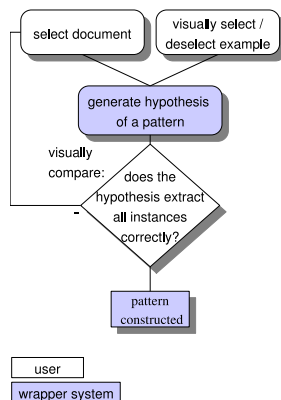 select document
visually select /
deselect example
generate hypothesis
of a pattern
visually
compare:
does the
hypothesis extract
all instances
correctly?
-
pattern
constructed
user
wrapper system